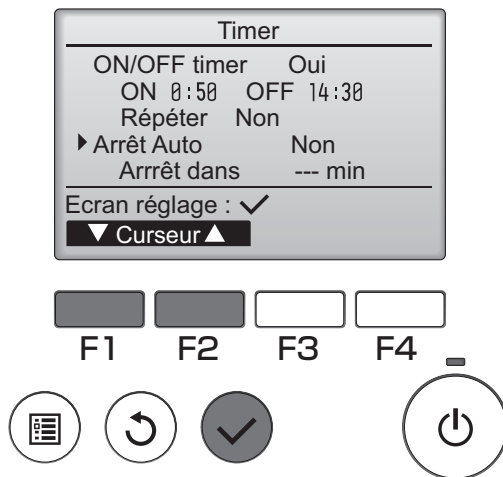 Timer
ON/OFF timer Oui
ON 0:50 OFF 14:30
Répéter Non
Arrêt Auto Non
Arrrêt dans --- min
Ecran réglage : ✓
▼ Curseur ▲
F1 F2 F3 F4